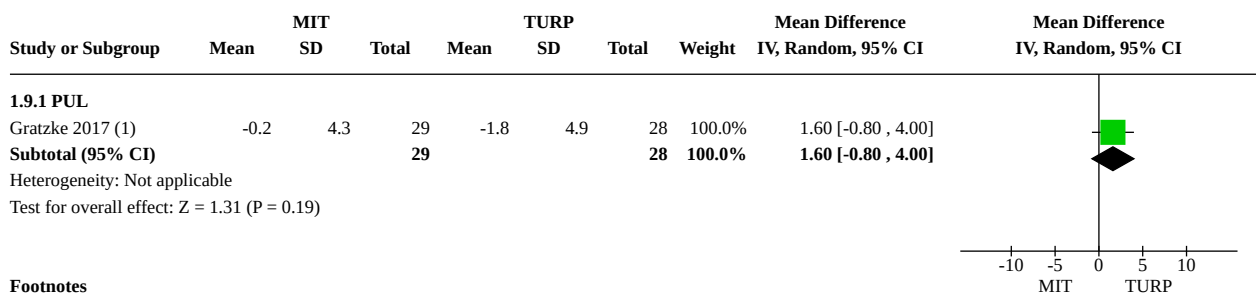 MIT TURP Mean Difference Mean Difference
Study or Subgroup Mean SD Total Mean SD Total Weight IV, Random, 95% CI IV, Random, 95% CI
1.9.1 PUL
Gratzke 2017 (1) -0.2 4.3 29 -1.8 4.9 28 100.0% 1.60 [-0.80 , 4.00]
Subtotal (95% CI) 29 28 100.0% 1.60 [-0.80 , 4.00]
Heterogeneity: Not applicable
Test for overall effect: Z = 1.31 (P = 0.19)
-10 -5 0 5 10
Footnotes MIT TURP